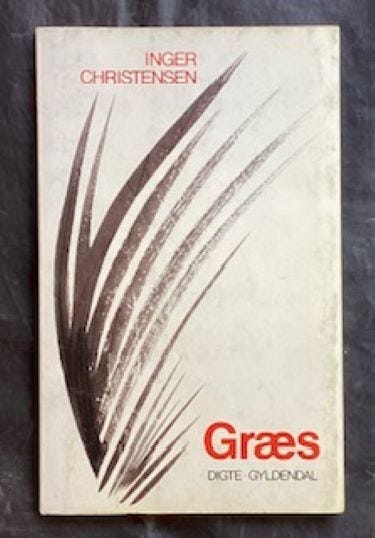 INGER
CHRISTENSEN
Græs
DIGTE · GYLDENDAL